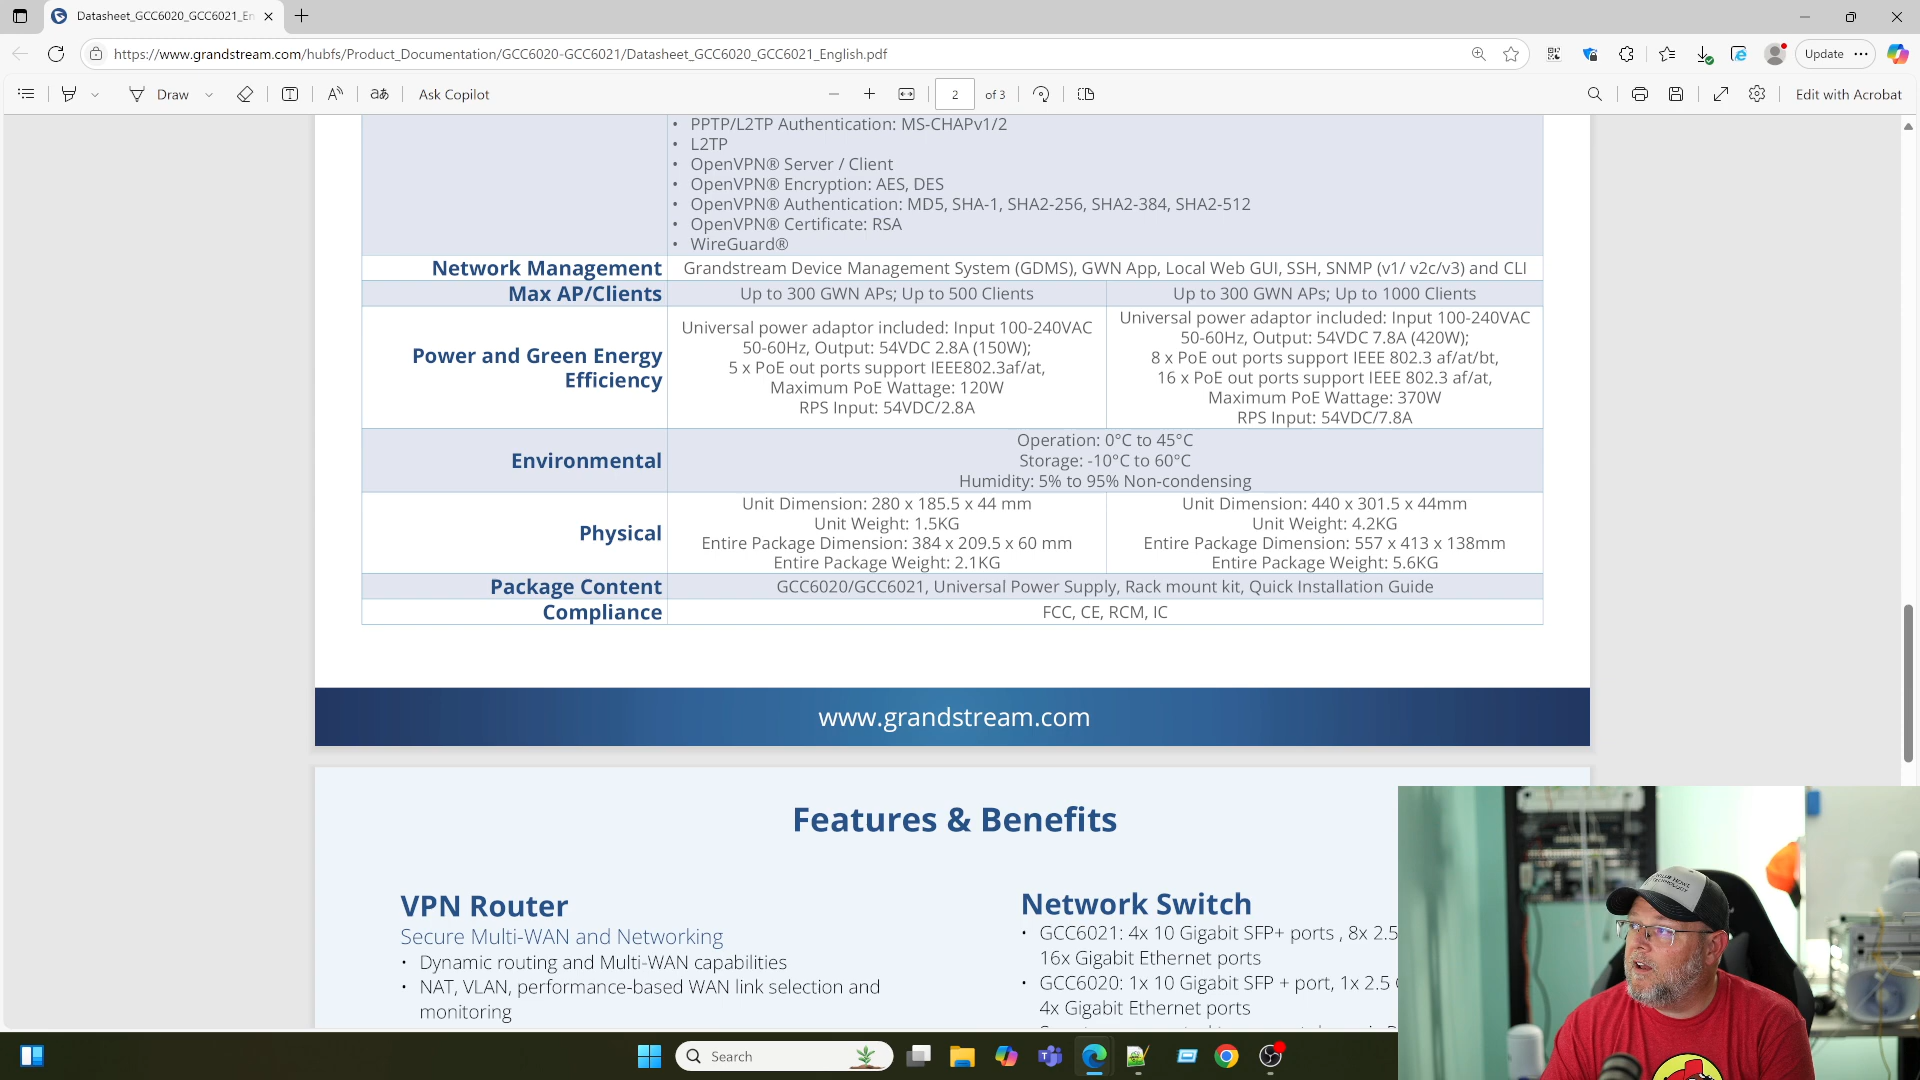 Datasheet_GCC6020_GCC6021_En
https://www.grandstream.com/hubfs/Product_Documentation/GCC6020-GCC6021/Datasheet_GCC6020_GCC6021_English.pdf
Update
Draw
aあ
Ask Copilot
2
of 3
Edit with Acrobat
• PPTP/L2TP Authentication: MS-CHAPv1/2
• L2TP
• OpenVPN® Server / Client
• OpenVPN® Encryption: AES, DES
• OpenVPN® Authentication: MD5, SHA-1, SHA2-256, SHA2-384, SHA2-512
• OpenVPN® Certificate: RSA
• WireGuard®
Network Management
Grandstream Device Management System (GDMS), GWN App, Local Web GUI, SSH, SNMP (v1/ v2c/v3) and CLI
Max AP/Clients
Up to 300 GWN APs; Up to 500 Clients
Up to 300 GWN APs; Up to 1000 Clients
Power and Green Energy
Efficiency
Universal power adaptor included: Input 100-240VAC
50-60Hz, Output: 54VDC 2.8A (150W);
5 x PoE out ports support IEEE802.3af/at,
Maximum PoE Wattage: 120W
RPS Input: 54VDC/2.8A
Universal power adaptor included: Input 100-240VAC
50-60Hz, Output: 54VDC 7.8A (420W);
8 x PoE out ports support IEEE 802.3 af/at/bt,
16 x PoE out ports support IEEE 802.3 af/at,
Maximum PoE Wattage: 370W
RPS Input: 54VDC/7.8A
Environmental
Operation: 0°C to 45°C
Storage: -10°C to 60°C
Humidity: 5% to 95% Non-condensing
Physical
Unit Dimension: 280 x 185.5 x 44 mm
Unit Weight: 1.5KG
Entire Package Dimension: 384 x 209.5 x 60 mm
Entire Package Weight: 2.1KG
Unit Dimension: 440 x 301.5 x 44mm
Unit Weight: 4.2KG
Entire Package Dimension: 557 x 413 x 138mm
Entire Package Weight: 5.6KG
Package Content
GCC6020/GCC6021, Universal Power Supply, Rack mount kit, Quick Installation Guide
Compliance
FCC, CE, RCM, IC
www.grandstream.com
Features & Benefits
VPN Router
Secure Multi-WAN and Networking
• Dynamic routing and Multi-WAN capabilities
• NAT, VLAN, performance-based WAN link selection and
monitoring
Network Switch
• GCC6021: 4x 10 Gigabit SFP+ ports , 8x 2.5
16x Gigabit Ethernet ports
• GCC6020: 1x 10 Gigabit SFP + port, 1x 2.5
4x Gigabit Ethernet ports
Search